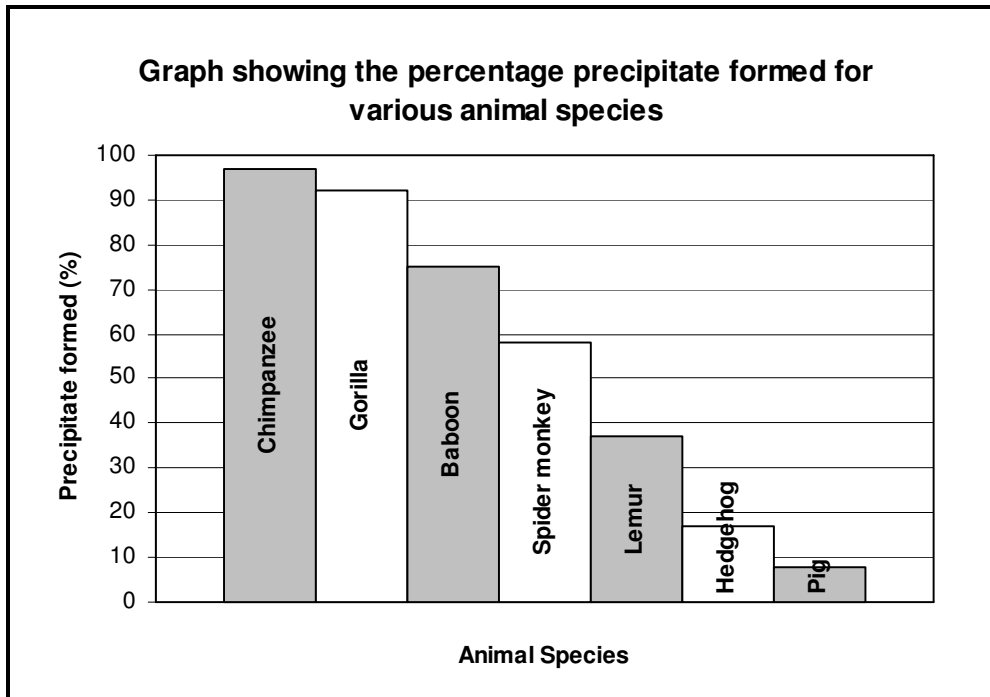 Graph showing the percentage precipitate formed for
various animal species
Precipitate formed (%)
100
90
80
70
60
50
40
30
20
10
0
Chimpanzee
Gorilla
Baboon
Spider monkey
Lemur
Hedgehog
Pig
Animal Species